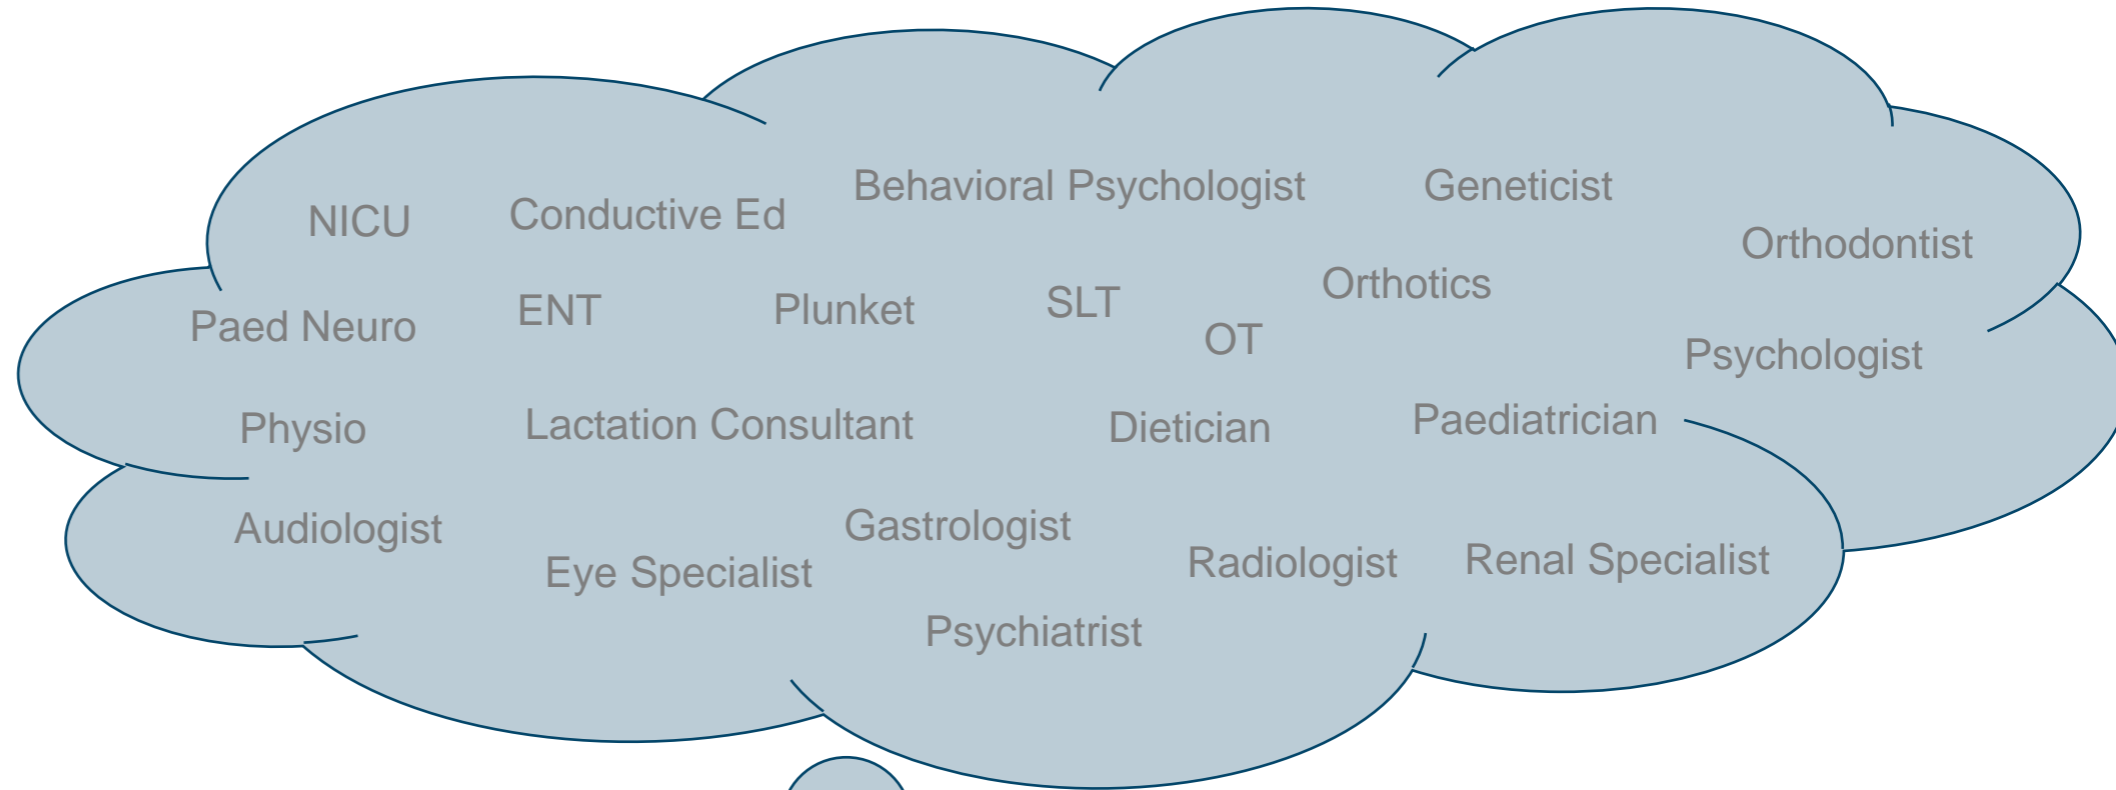 Behavioral Psychologist
Geneticist
NICU
Conductive Ed
Orthodontist
Orthotics
Paed Neuro
ENT
Plunket
SLT
OT
Psychologist
Physio
Lactation Consultant
Dietician
Paediatrician
Audiologist
Gastrologist
Eye Specialist
Radiologist
Renal Specialist
Psychiatrist